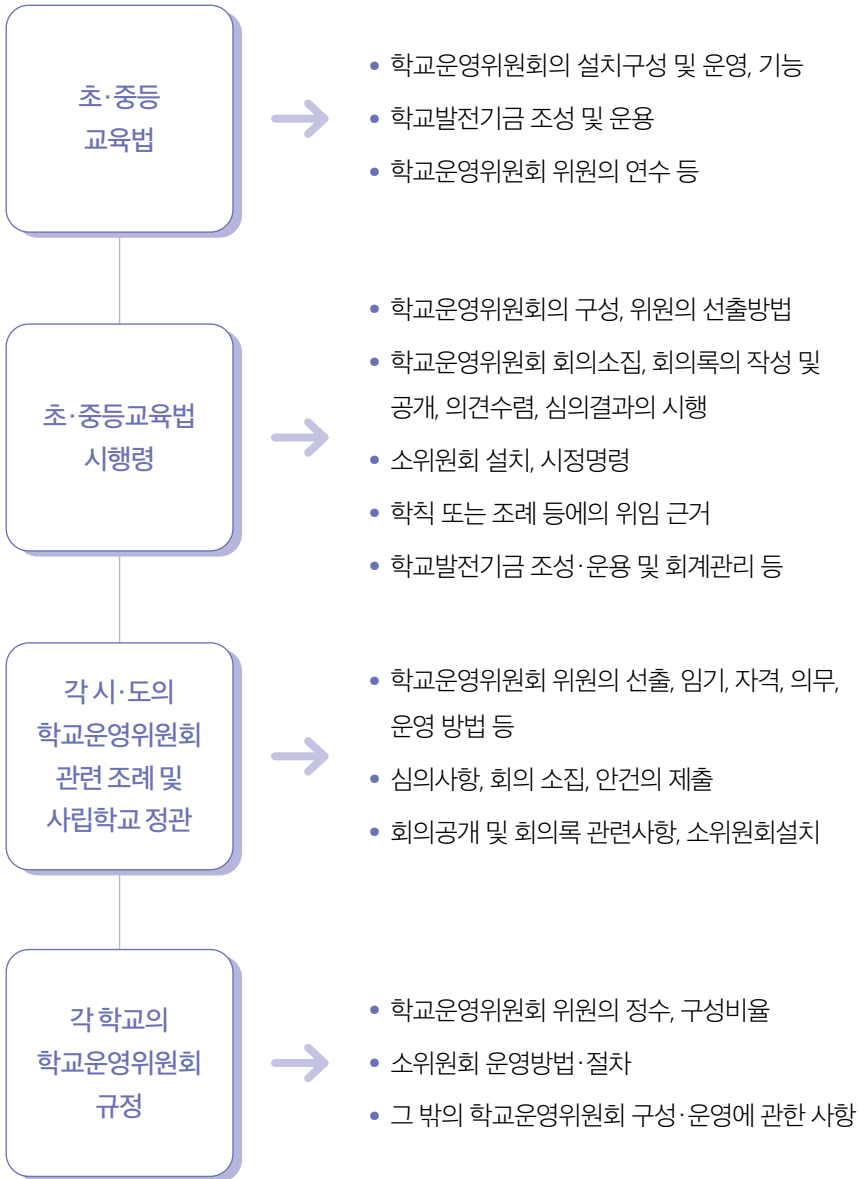 초·중등
교육법
• 학교운영위원회의 설치구성 및 운영, 기능
• 학교발전기금 조성 및 운용
• 학교운영위원회 위원의 연수 등
초·중등교육법
시행령
• 학교운영위원회의 구성, 위원의 선출방법
• 학교운영위원회 회의소집, 회의록의 작성 및
공개, 의견수렴, 심의결과의 시행
• 소위원회 설치, 시정명령
• 학칙 또는 조례 등에의 위임 근거
• 학교발전기금 조성·운용 및 회계관리 등
각 시·도의
학교운영위원회
관련 조례 및
사립학교 정관
• 학교운영위원회 위원의 선출, 임기, 자격, 의무,
운영 방법 등
• 심의사항, 회의 소집, 안건의 제출
• 회의공개 및 회의록 관련사항, 소위원회설치
각 학교의
학교운영위원회
규정
• 학교운영위원회 위원의 정수, 구성비율
• 소위원회 운영방법·절차
• 그 밖의 학교운영위원회 구성·운영에 관한 사항